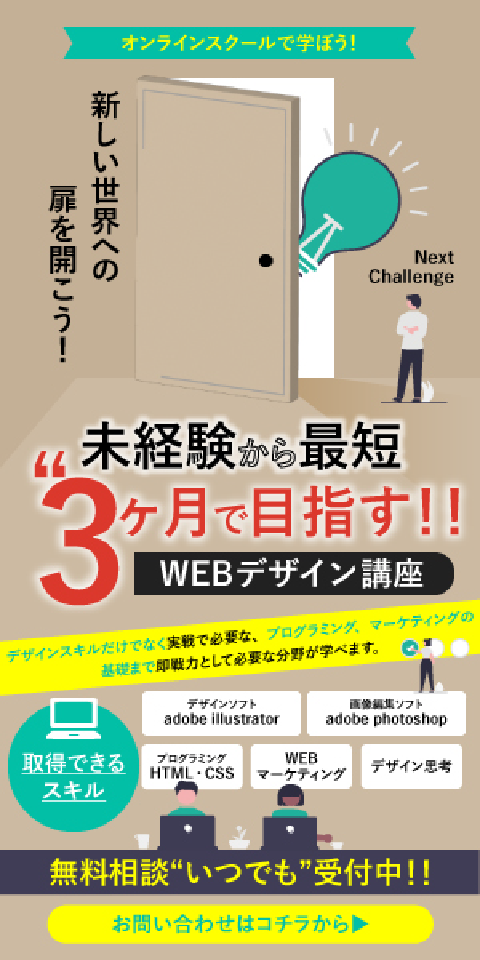 オンラインスクールで学ぼう!
新しい世界への
扉を開こう!
Next
Challenge
未経験から最短
“3ヶ月で目指す!!
WEBデザイン講座
デザインスキルだけでなく実戦で必要な、プログラミング、マーケティングの
基礎まで即戦力として必要な分野が学べます。
取得できる
スキル
デザインソフト
adobe illustrator
画像編集ソフト
adobe photoshop
プログラミング
HTML・CSS
WEB
マーケティング
デザイン思考
無料相談“いつでも”受付中!!
お問い合わせはコチラから▶